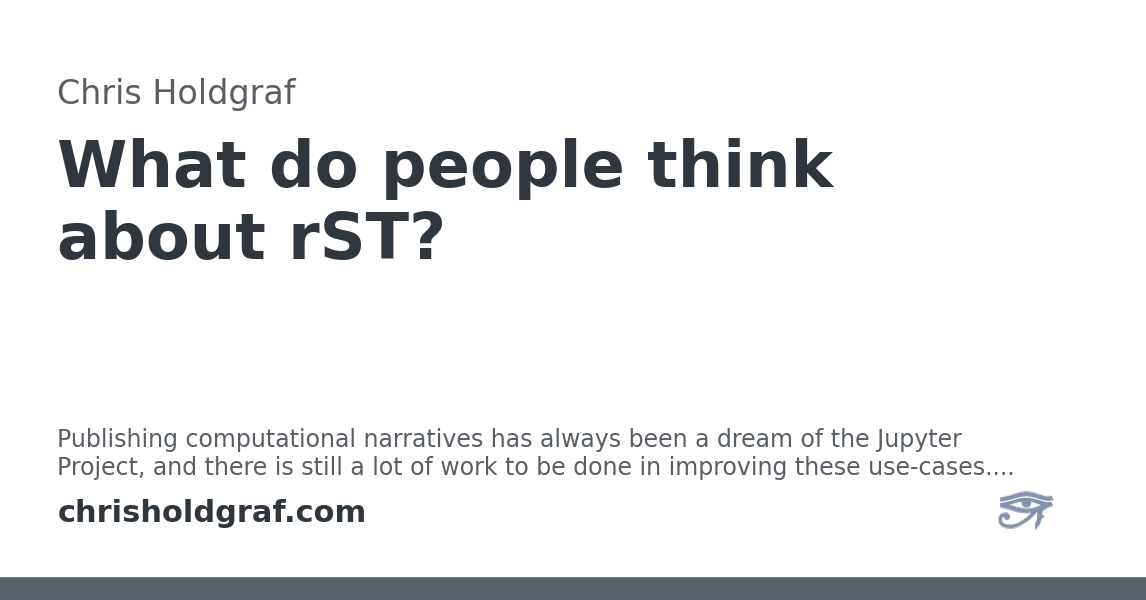 Chris Holdgraf
What do people think
about rST?
Publishing computational narratives has always been a dream of the Jupyter
Project, and there is still a lot of work to be done in improving these use-cases....
chrisholdgraf.com